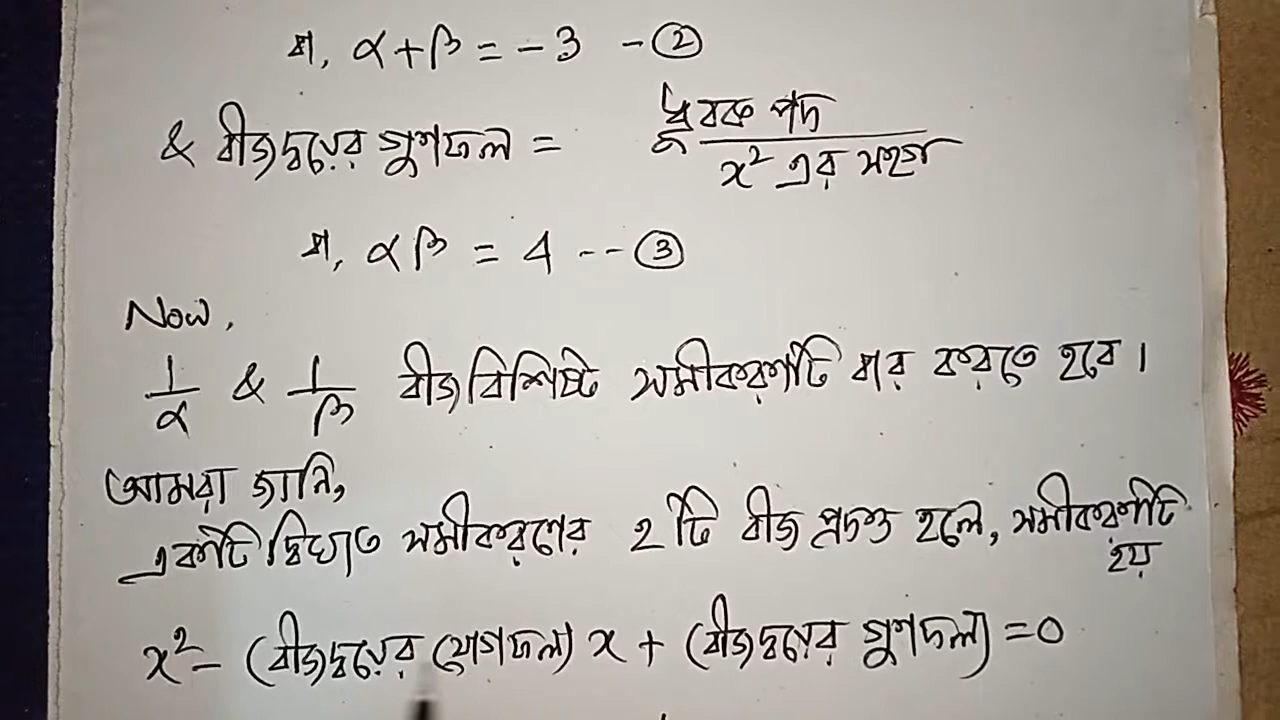 বা, α+β = -3 -②
& বীজদ্বয়ের গুণফল = ধ্রুবক পদ / x² এর সহগ
বা, αβ = 4 --③
Now,
1/α & 1/β বীজবিশিষ্ট সমীকরণটি বার করতে হবে।
আমরা জানি,
একটি দ্বিঘাত সমীকরণের ২টি বীজ প্রদত্ত হলে, সমীকরণটি
হয়
x² - (বীজদ্বয়ের যোগফল) x + (বীজদ্বয়ের গুণফল) = 0